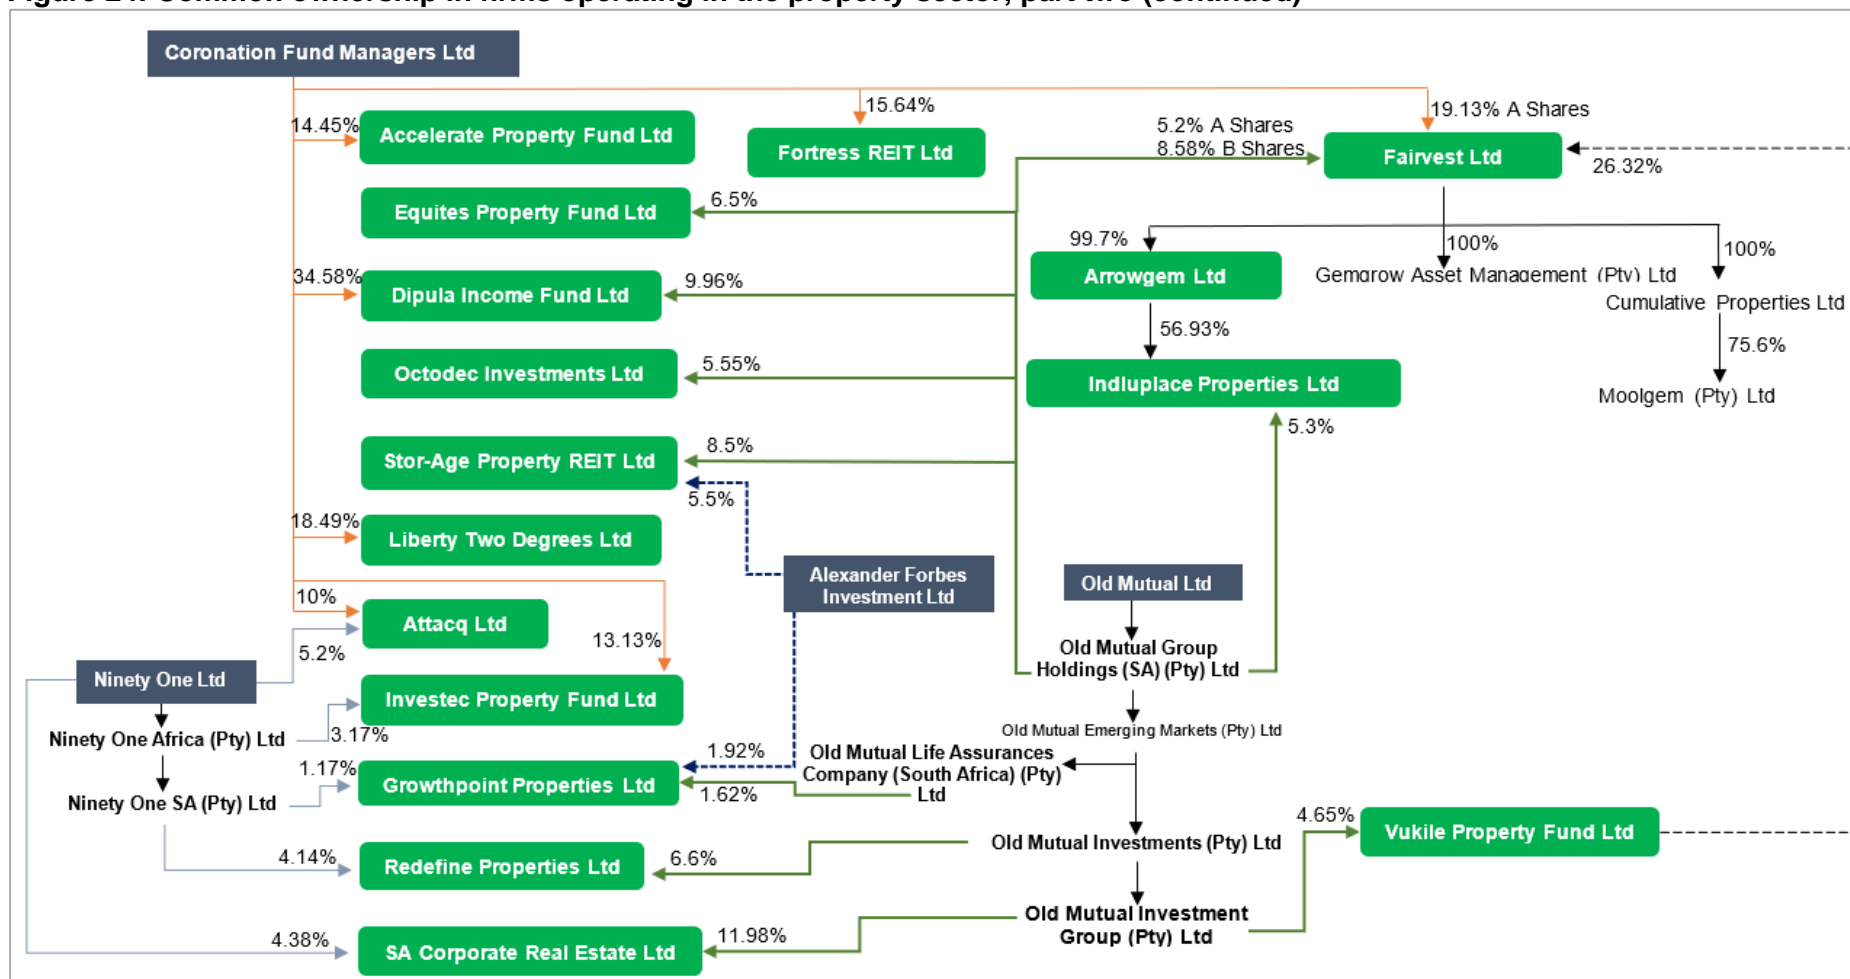 Coronation Fund Managers Ltd
14.45%
Accelerate Property Fund Ltd
15.64%
Fortress REIT Ltd
19.13% A Shares
5.2% A Shares
8.58% B Shares
Fairvest Ltd
26.32%
Equites Property Fund Ltd
6.5%
99.7%
100%
100%
Arrowgem Ltd
Gemgrow Asset Management (Pty) Ltd
Cumulative Properties Ltd
34.58%
Dipula Income Fund Ltd
9.96%
56.93%
75.6%
Octodec Investments Ltd
5.55%
Indluplace Properties Ltd
Moolgem (Pty) Ltd
5.3%
Stor-Age Property REIT Ltd
8.5%
5.5%
18.49%
Liberty Two Degrees Ltd
Alexander Forbes
Investment Ltd
Old Mutual Ltd
10%
Attacq Ltd
5.2%
13.13%
Old Mutual Group
Holdings (SA) (Pty) Ltd
Ninety One Ltd
Investec Property Fund Ltd
3.17%
Ninety One Africa (Pty) Ltd
Old Mutual Emerging Markets (Pty) Ltd
1.92%
Old Mutual Life Assurances
Company (South Africa) (Pty)
Ltd
1.17%
Growthpoint Properties Ltd
1.62%
Ninety One SA (Pty) Ltd
4.65%
Vukile Property Fund Ltd
4.14%
Redefine Properties Ltd
6.6%
Old Mutual Investments (Pty) Ltd
Old Mutual Investment
Group (Pty) Ltd
4.38%
SA Corporate Real Estate Ltd
11.98%